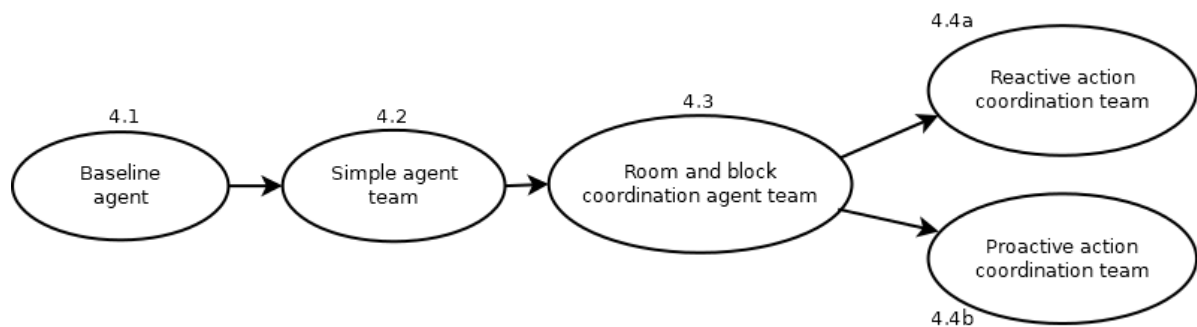 4.1
Baseline
agent
4.2
Simple agent
team
4.3
Room and block
coordination agent team
4.4a
Reactive action
coordination team
Proactive action
coordination team
4.4b